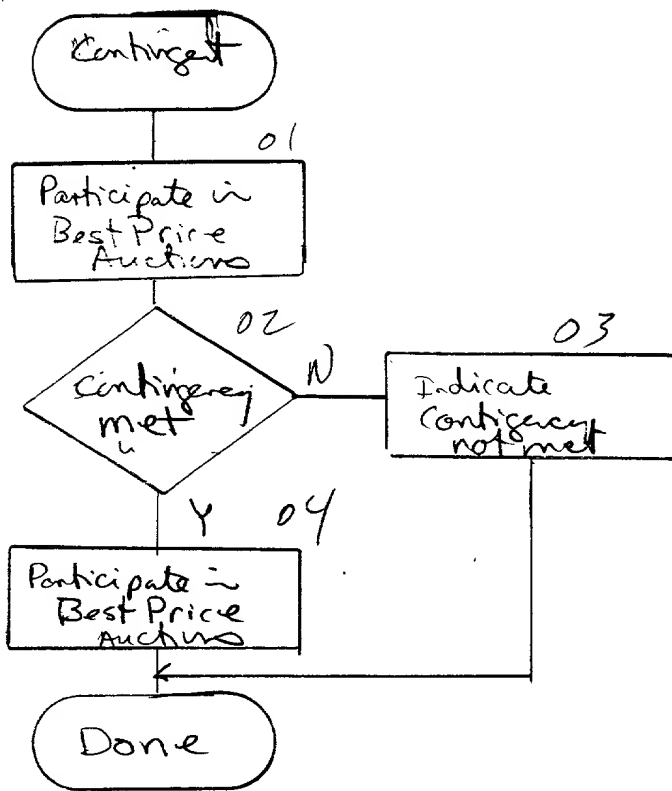 Contingent
01
Participate in
Best Price
Auctions
02
Contingency
met
N
03
Indicate
Contigency
not met
Y
04
Participate in
Best Price
Auctions
Done